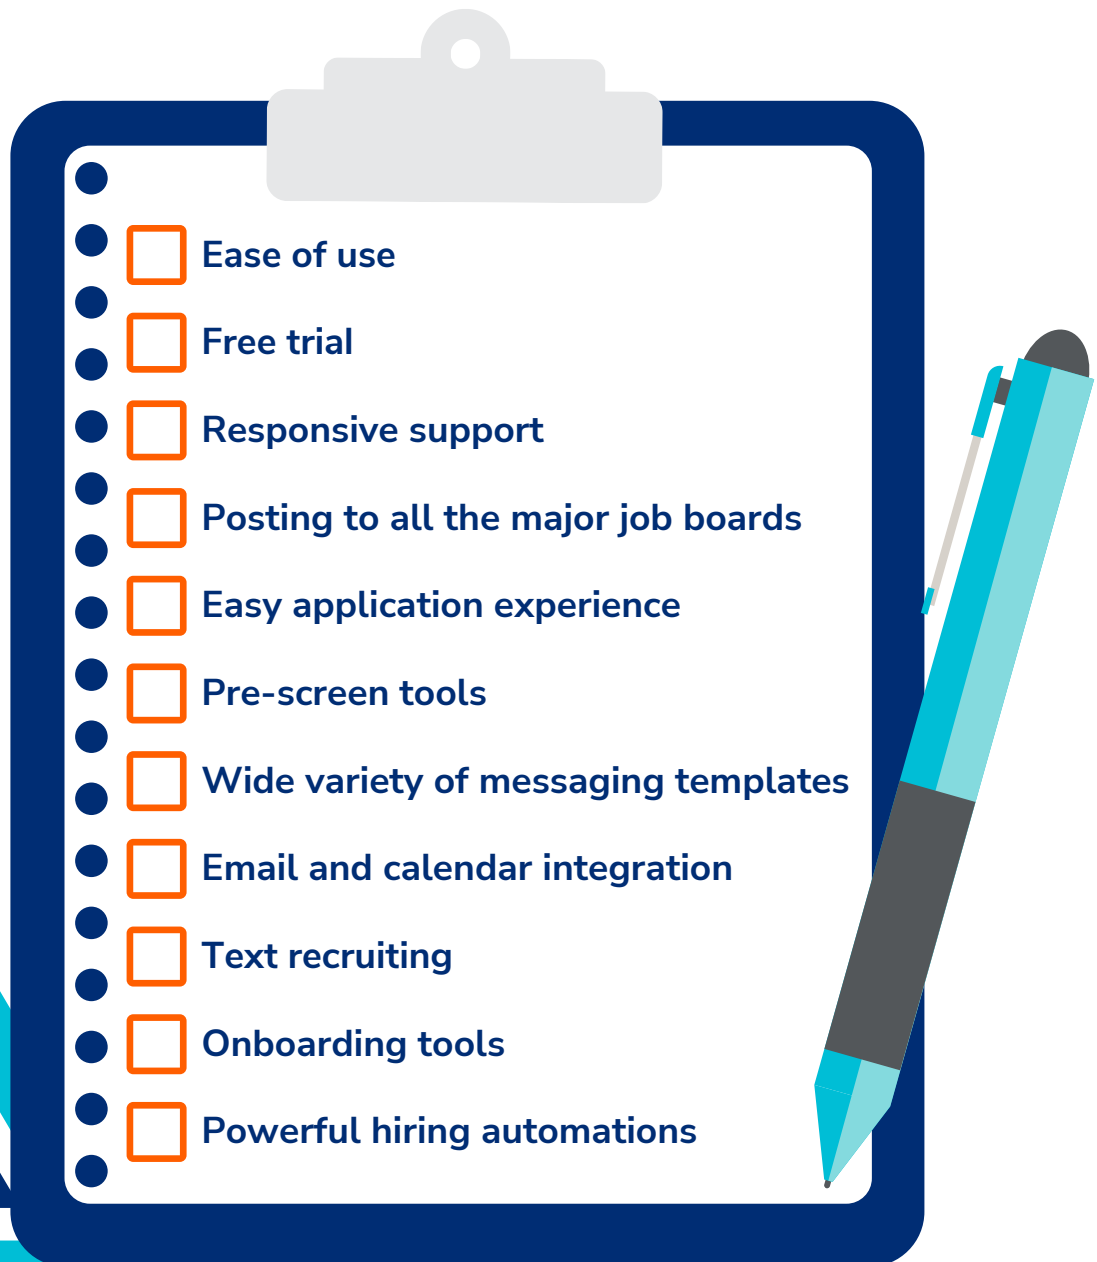 Ease of use
Free trial
Responsive support
Posting to all the major job boards
Easy application experience
Pre-screen tools
Wide variety of messaging templates
Email and calendar integration
Text recruiting
Onboarding tools
Powerful hiring automations